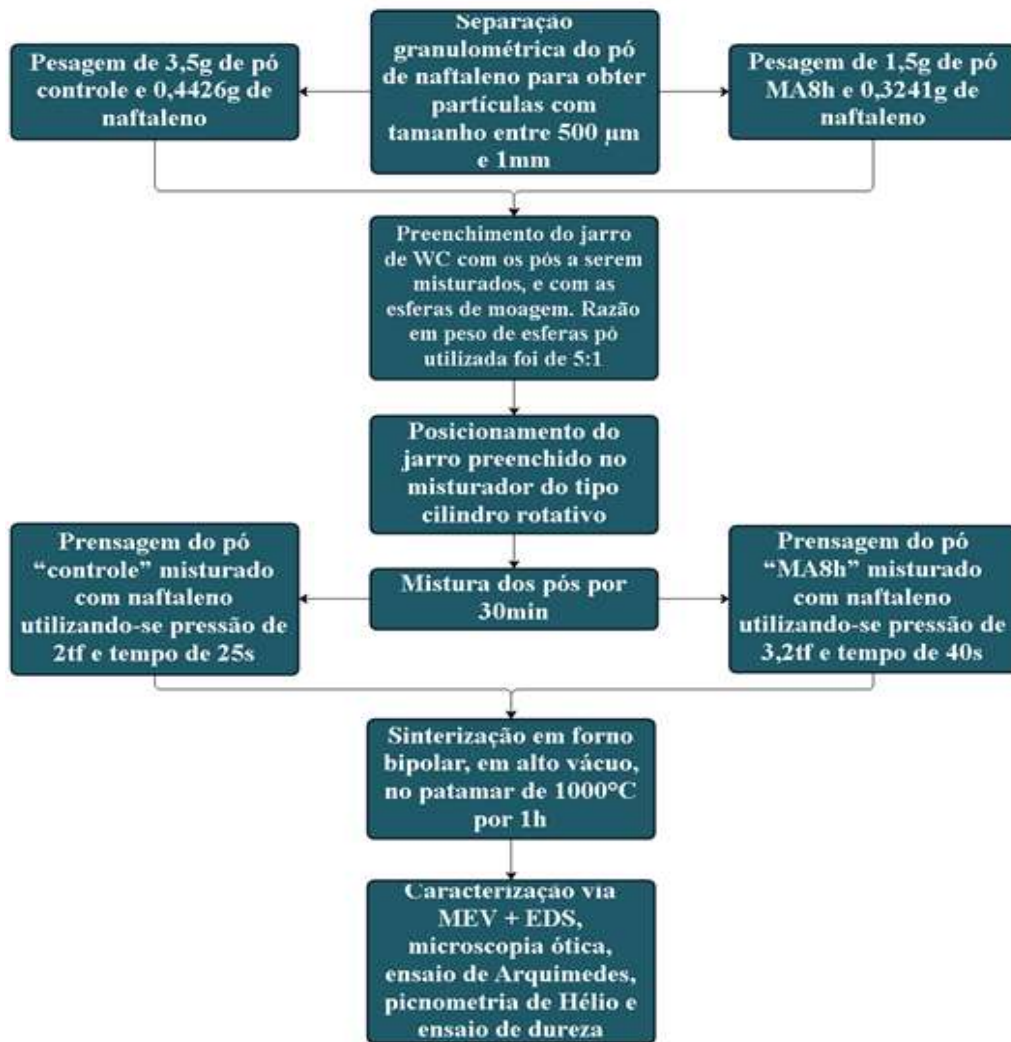 Separação
granulométrica do pó
de naftaleno para obter
partículas com
tamanho entre 500 µm
e 1mm
Pesagem de 3,5g de pó
controle e 0,4426g de
naftaleno
Pesagem de 1,5g de pó
MA8h e 0,3241g de
naftaleno
Preenchimento do jarro
de WC com os pós a serem
misturados, e com as
esferas de moagem. Razão
em peso de esferas pó
utilizada foi de 5:1
Posicionamento do
jarro preenchido no
misturador do tipo
cilindro rotativo
Mistura dos pós por
30min
Prensagem do pó
“controle” misturado
com naftaleno
utilizando-se pressão de
2tf e tempo de 25s
Prensagem do pó
“MA8h” misturado
com naftaleno
utilizando-se pressão de
3,2tf e tempo de 40s
Sinterização em forno
bipolar, em alto vácuo,
no patamar de 1000°C
por 1h
Caracterização via
MEV + EDS,
microscopia ótica,
ensaio de Arquimedes,
picnometria de Hélio e
ensaio de dureza